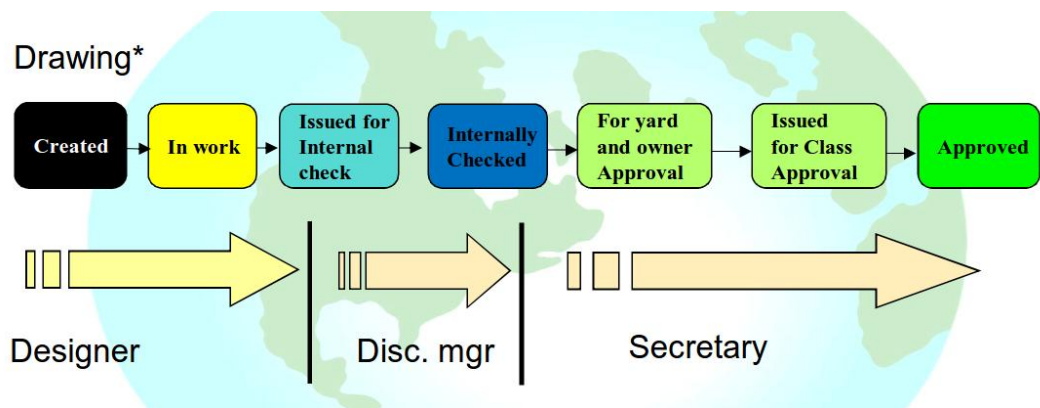 Drawing*
Created
In work
Issued for
Internal
check
Internally
Checked
For yard
and owner
Approval
Issued
for Class
Approval
Approved
Designer
Disc. mgr
Secretary